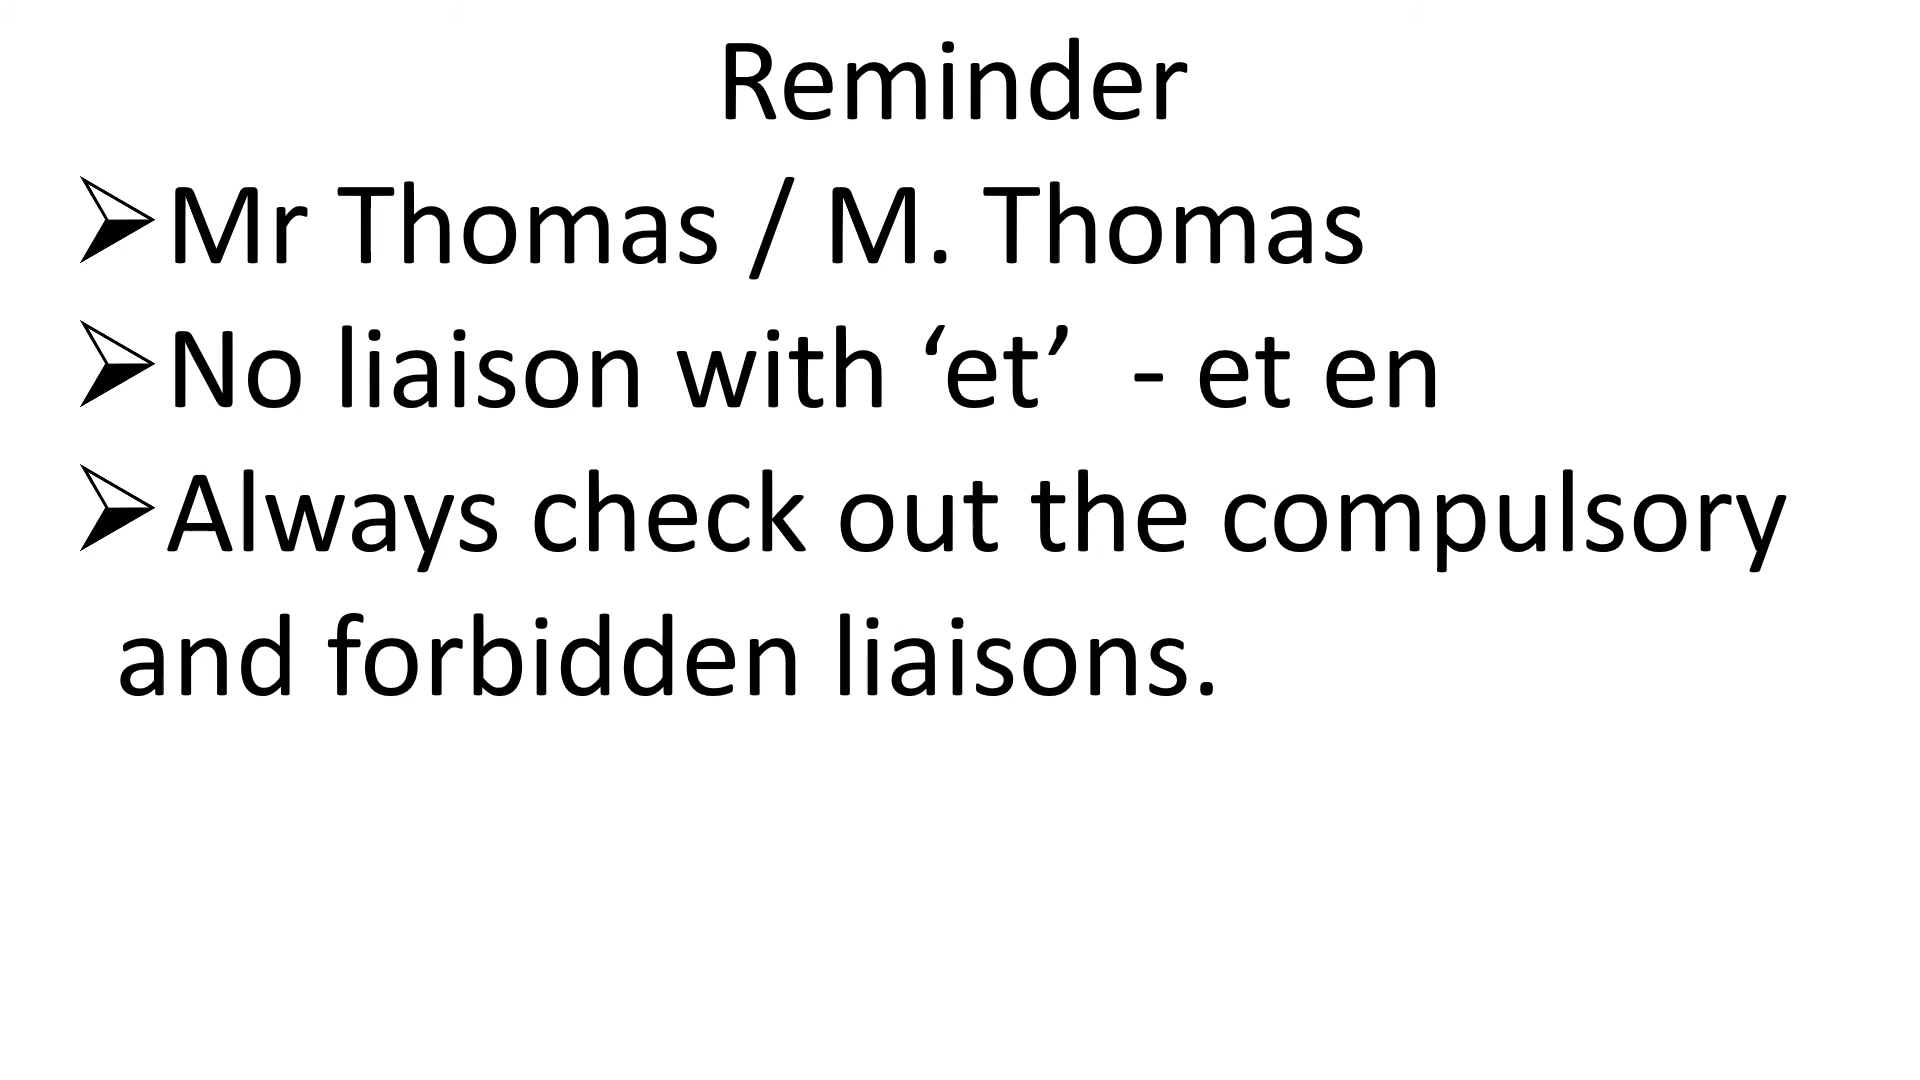 Reminder
➢Mr Thomas / M. Thomas
➢No liaison with ‘et’  - et en
➢Always check out the compulsory
and forbidden liaisons.